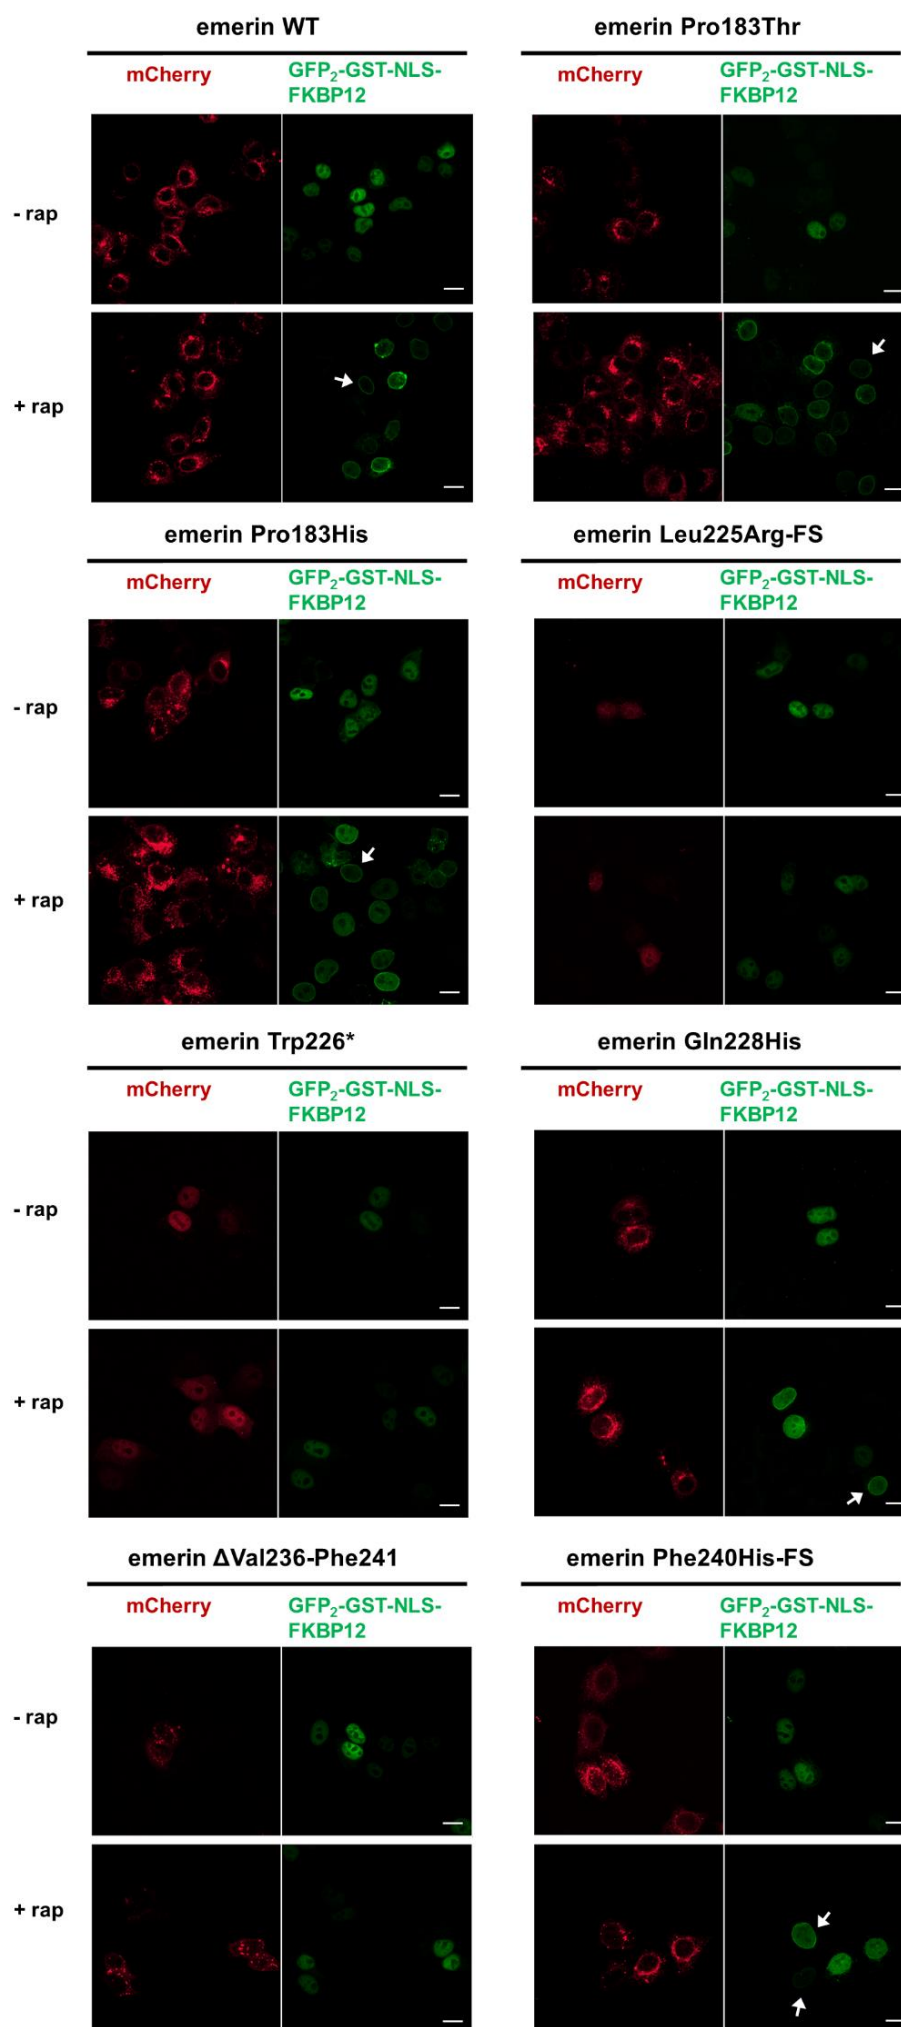 emerin WT
emerin Pro183Thr
mCherry
GFP₂-GST-NLS-
FKBP12
mCherry
GFP₂-GST-NLS-
FKBP12
- rap
+ rap
emerin Pro183His
emerin Leu225Arg-FS
mCherry
GFP₂-GST-NLS-
FKBP12
mCherry
GFP₂-GST-NLS-
FKBP12
- rap
+ rap
emerin Trp226*
emerin Gln228His
mCherry
GFP₂-GST-NLS-
FKBP12
mCherry
GFP₂-GST-NLS-
FKBP12
- rap
+ rap
emerin ΔVal236-Phe241
emerin Phe240His-FS
mCherry
GFP₂-GST-NLS-
FKBP12
mCherry
GFP₂-GST-NLS-
FKBP12
- rap
+ rap